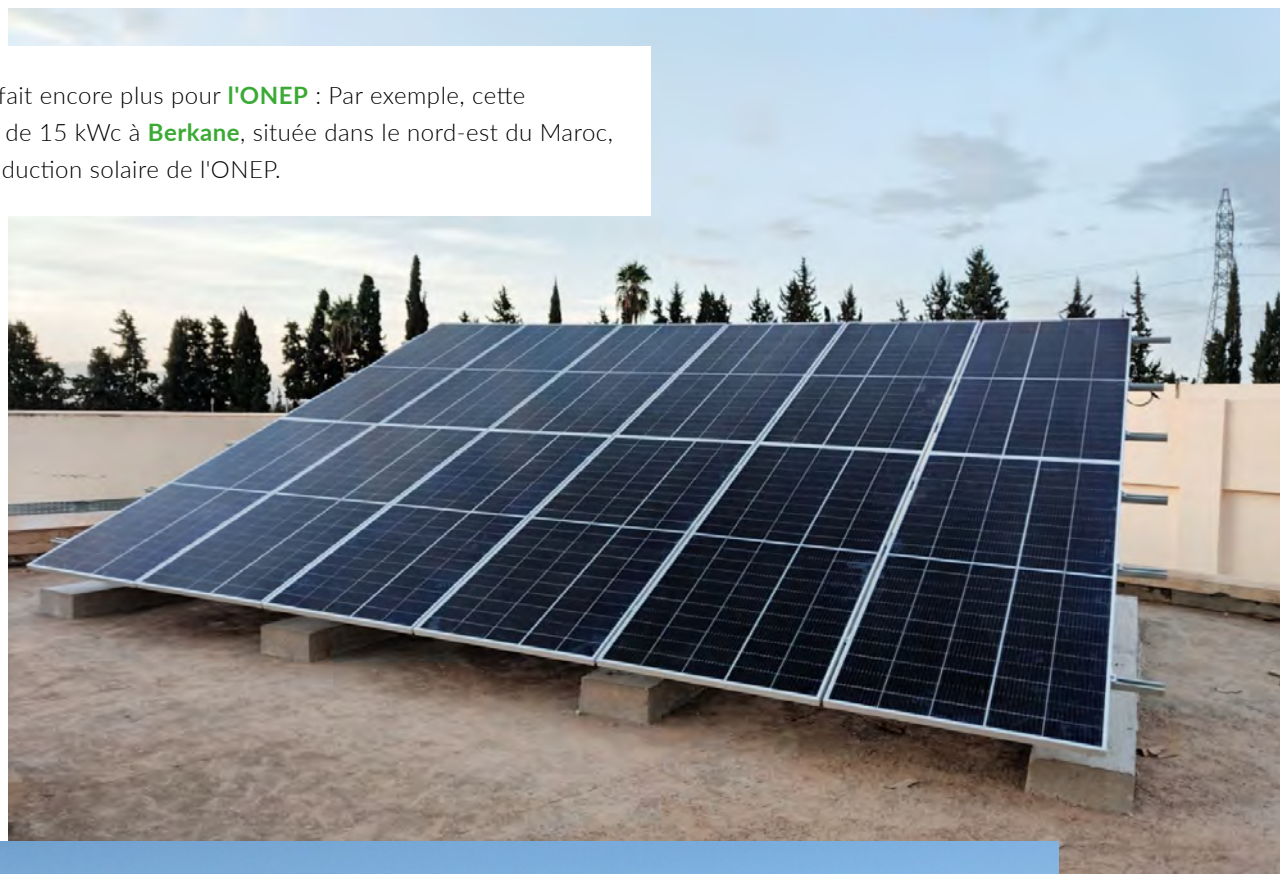 fait encore plus pour l'ONEP : Par exemple, cette
de 15 kWc à Berkane, située dans le nord-est du Maroc,
duction solaire de l'ONEP.